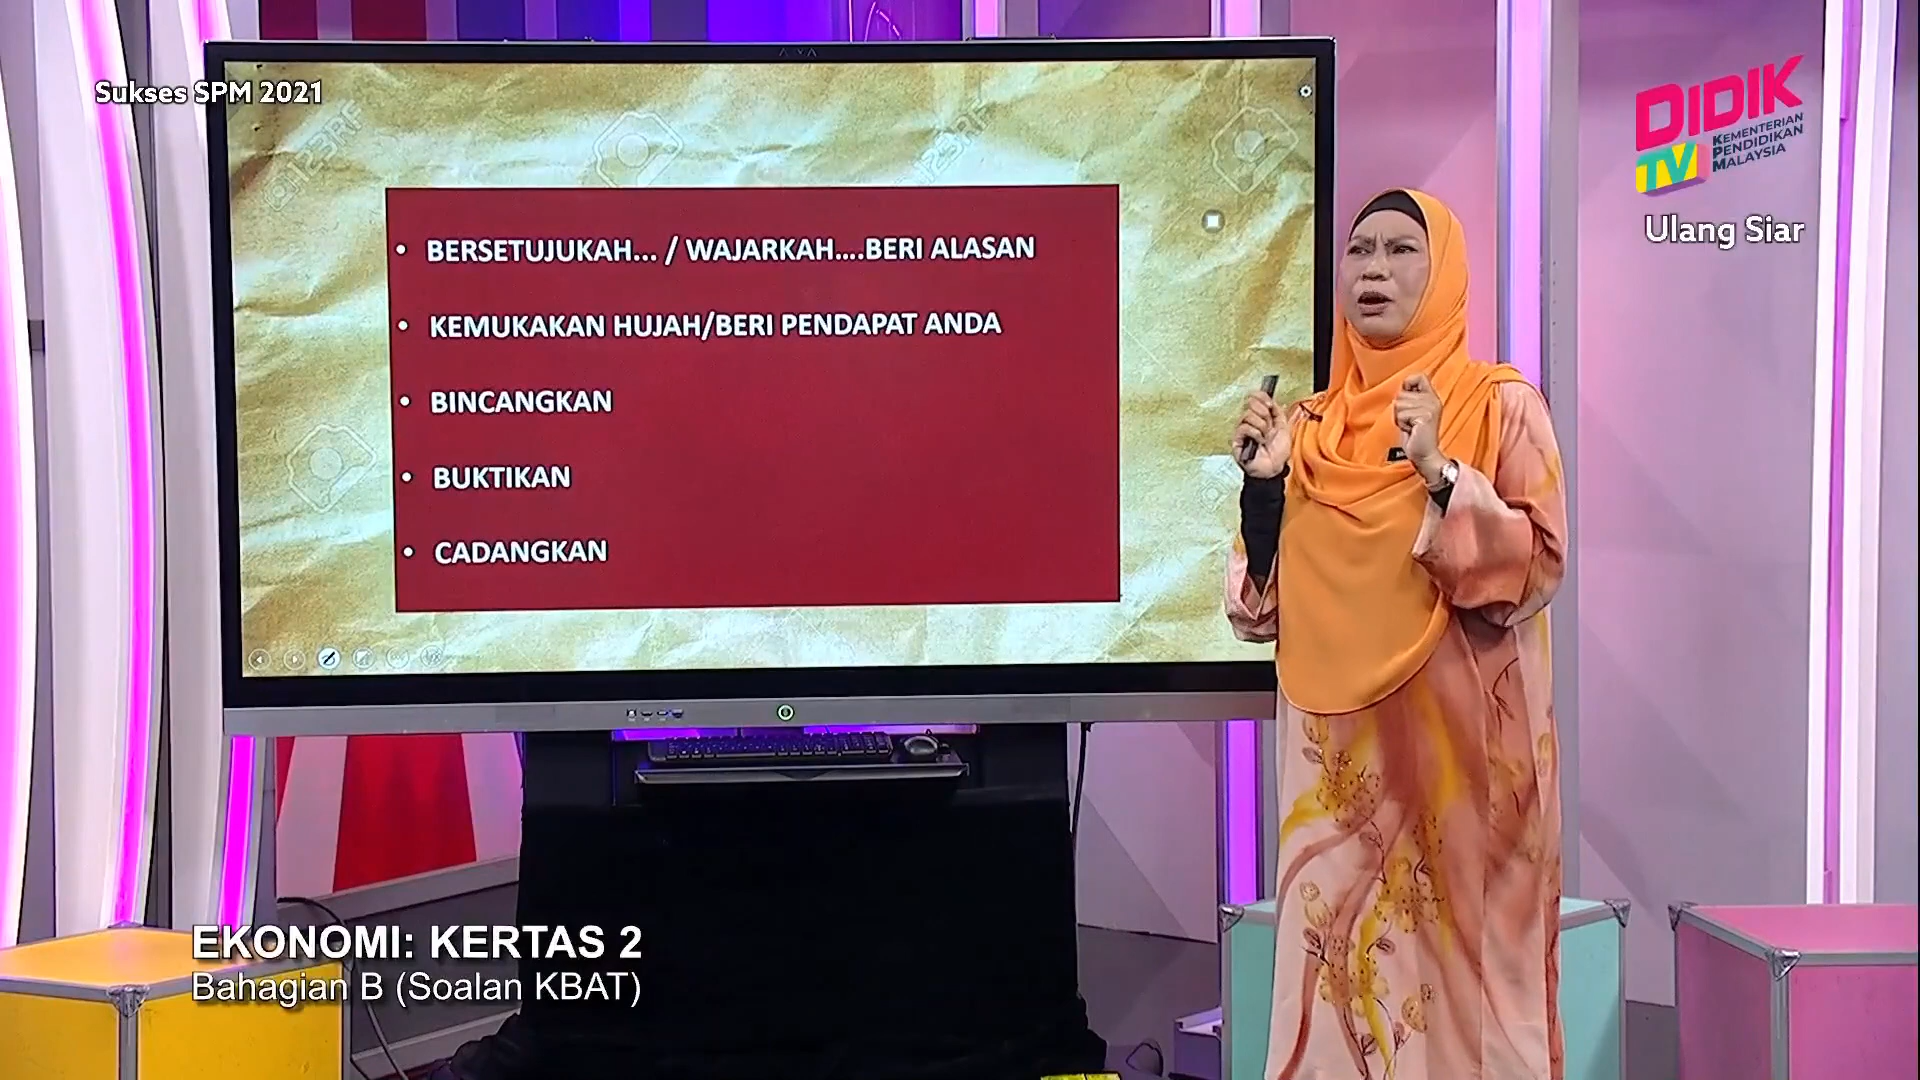 Sukses SPM 2021
DIDIK
TV
KEMENTERIAN
PENDIDIKAN
MALAYSIA
Ulang Siar
• BERSETUJUKAH... / WAJARKAH....BERI ALASAN
• KEMUKAKAN HUJAH/BERI PENDAPAT ANDA
• BINCANGKAN
• BUKTIKAN
• CADANGKAN
EKONOMI: KERTAS 2
Bahagian B (Soalan KBAT)